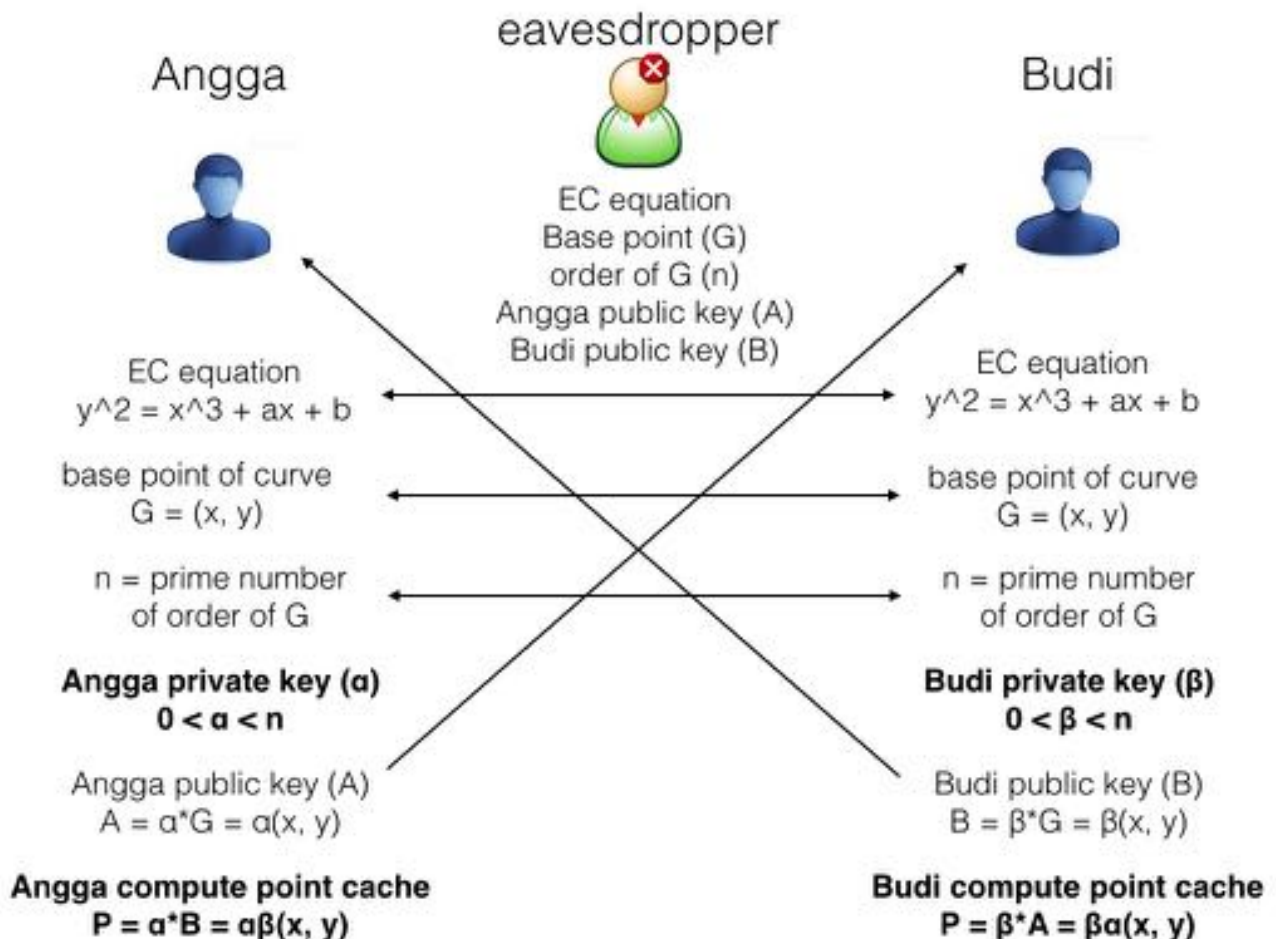 eavesdropper
Angga
Budi
EC equation
Base point (G)
order of G (n)
Angga public key (A)
Budi public key (B)
EC equation
y^2 = x^3 + ax + b
base point of curve
G = (x, y)
n = prime number
of order of G
Angga private key (α)
0 < α < n
Angga public key (A)
A = α*G = α(x, y)
Angga compute point cache
P = α*B = αβ(x, y)
EC equation
y^2 = x^3 + ax + b
base point of curve
G = (x, y)
n = prime number
of order of G
Budi private key (β)
0 < β < n
Budi public key (B)
B = β*G = β(x, y)
Budi compute point cache
P = β*A = βα(x, y)